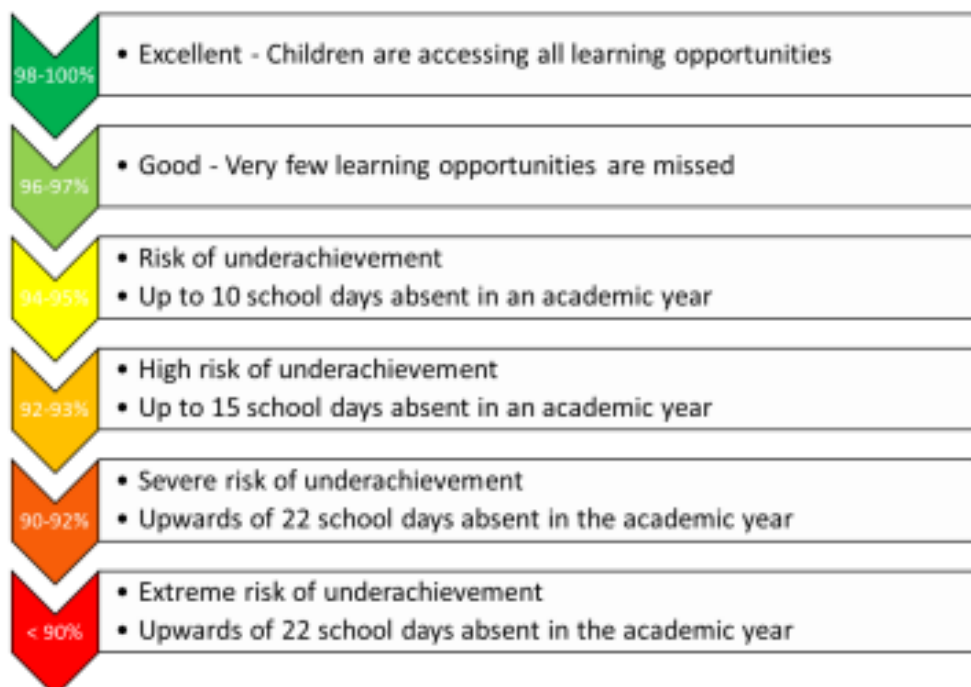 98-100%
• Excellent - Children are accessing all learning opportunities
96-97%
• Good - Very few learning opportunities are missed
94-95%
• Risk of underachievement
• Up to 10 school days absent in an academic year
92-93%
• High risk of underachievement
• Up to 15 school days absent in an academic year
90-92%
• Severe risk of underachievement
• Upwards of 22 school days absent in the academic year
< 90%
• Extreme risk of underachievement
• Upwards of 22 school days absent in the academic year